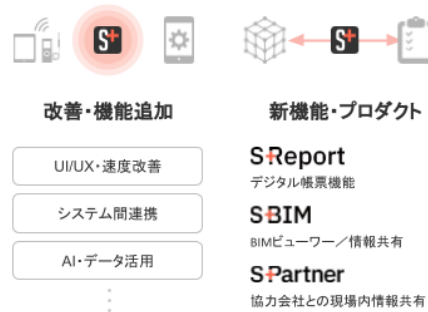 S+
S+
改善・機能追加
UI/UX・速度改善
システム間連携
AI・データ活用
新機能・プロダクト
S+Report
デジタル帳票機能
S+BIM
BIMビューワー／情報共有
S+Partner
協力会社との現場内情報共有